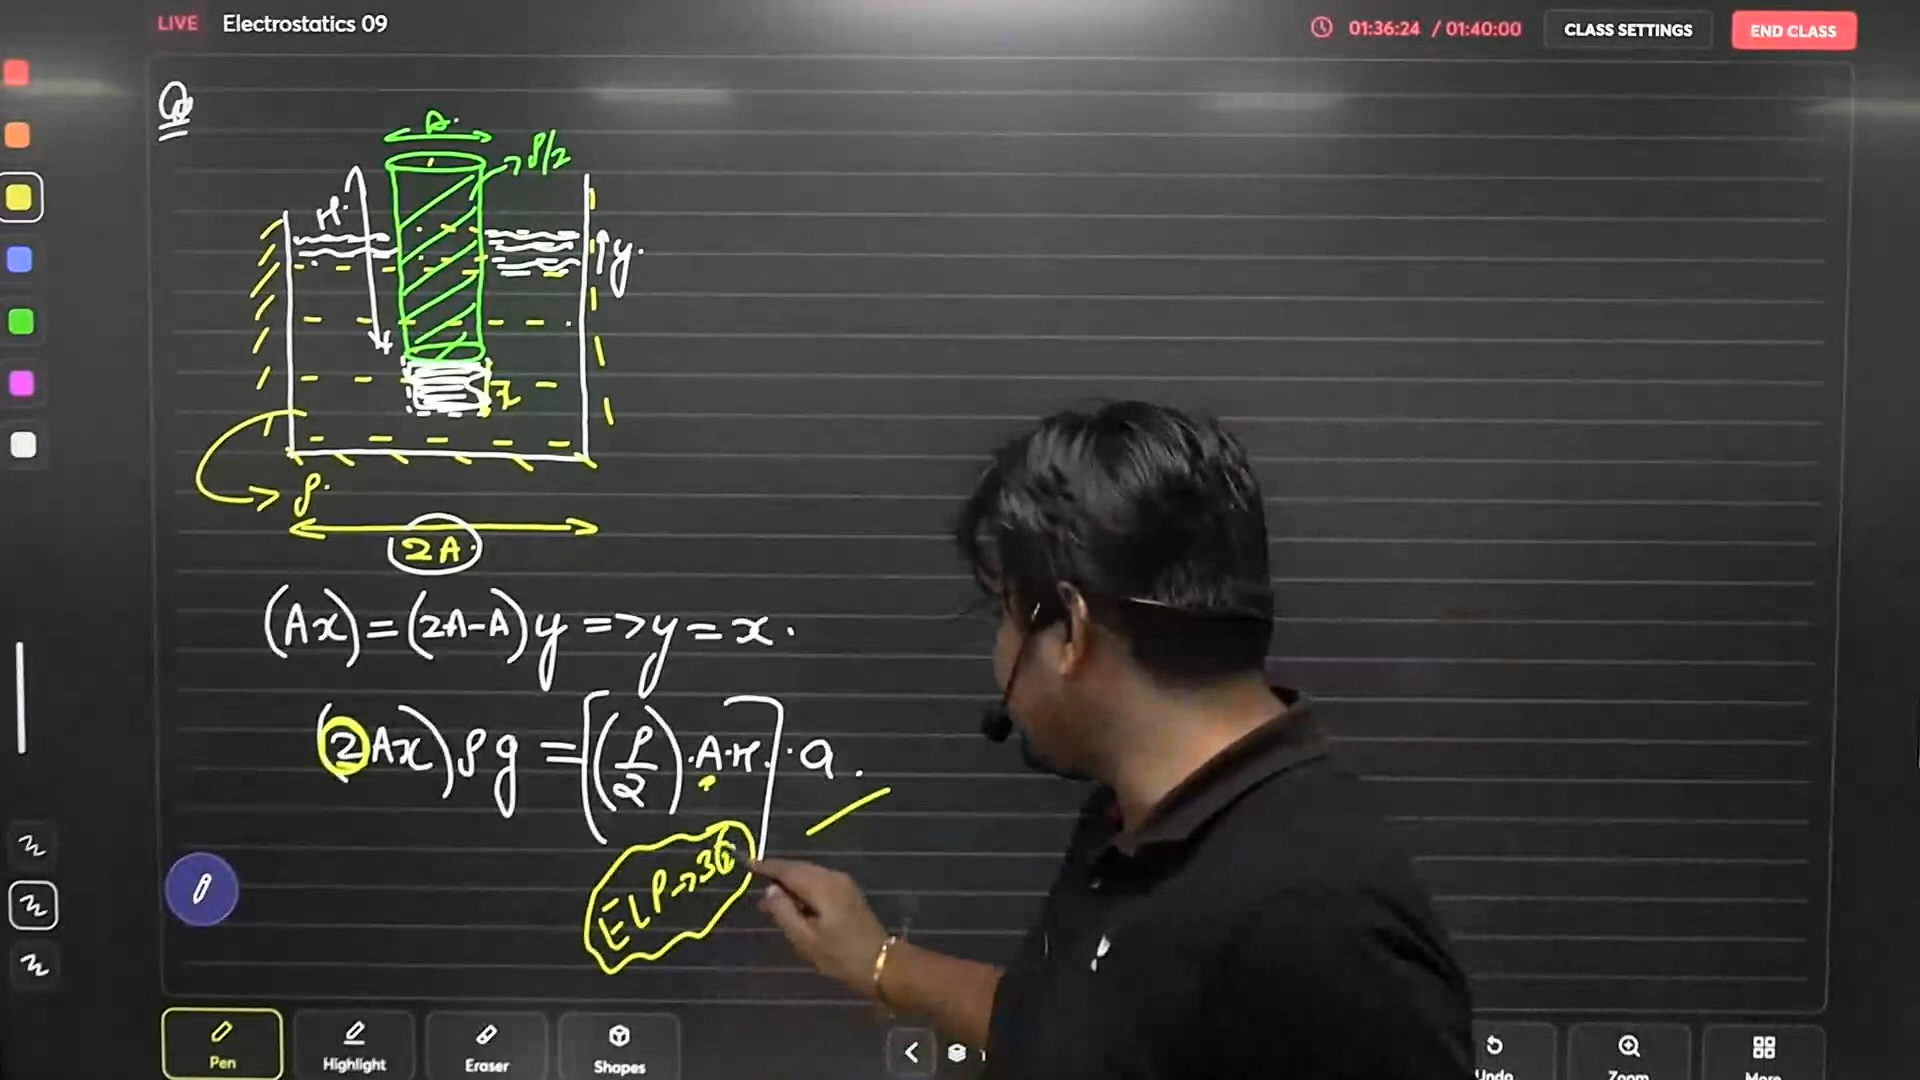 LIVE Electrostatics 09 01:36:24 / 01:40:00 CLASS SETTINGS END CLASS
Q
A.
ρ/2
H.
y.
x
ρ.
2A.
(Ax) = (2A-A)y => y = x.
(2Ax)ρg = [(ρ/2).A.H.].a.
ELP→36
Pen Highlight Eraser Shapes Undo Zoom More